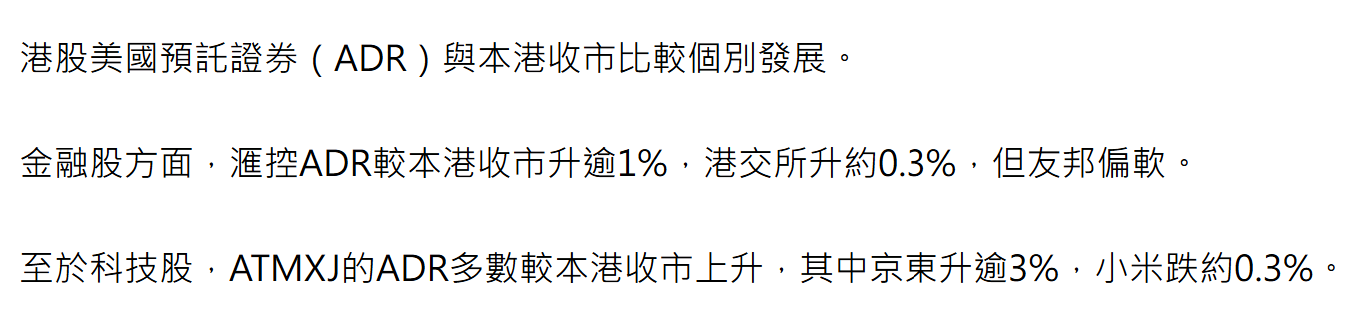 港股美國預託證券（ADR）與本港收市比較個別發展。
金融股方面，滙控ADR較本港收市升逾1%，港交所升約0.3%，但友邦偏軟。
至於科技股，ATMXJ的ADR多數較本港收市上升，其中京東升逾3%，小米跌約0.3%。